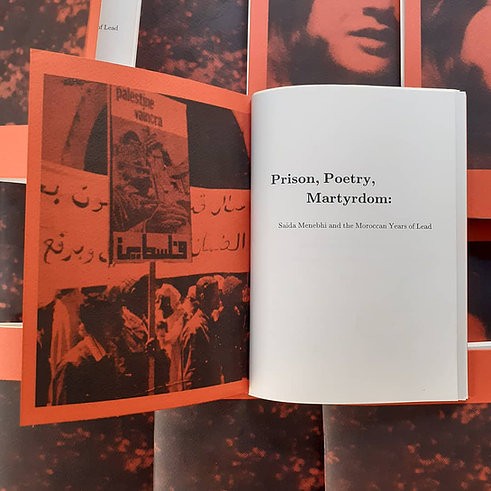 of Lead
palestine
vaincra
فلسطين
Prison, Poetry,
Martyrdom:
Saida Menebhi and the Moroccan Years of Lead